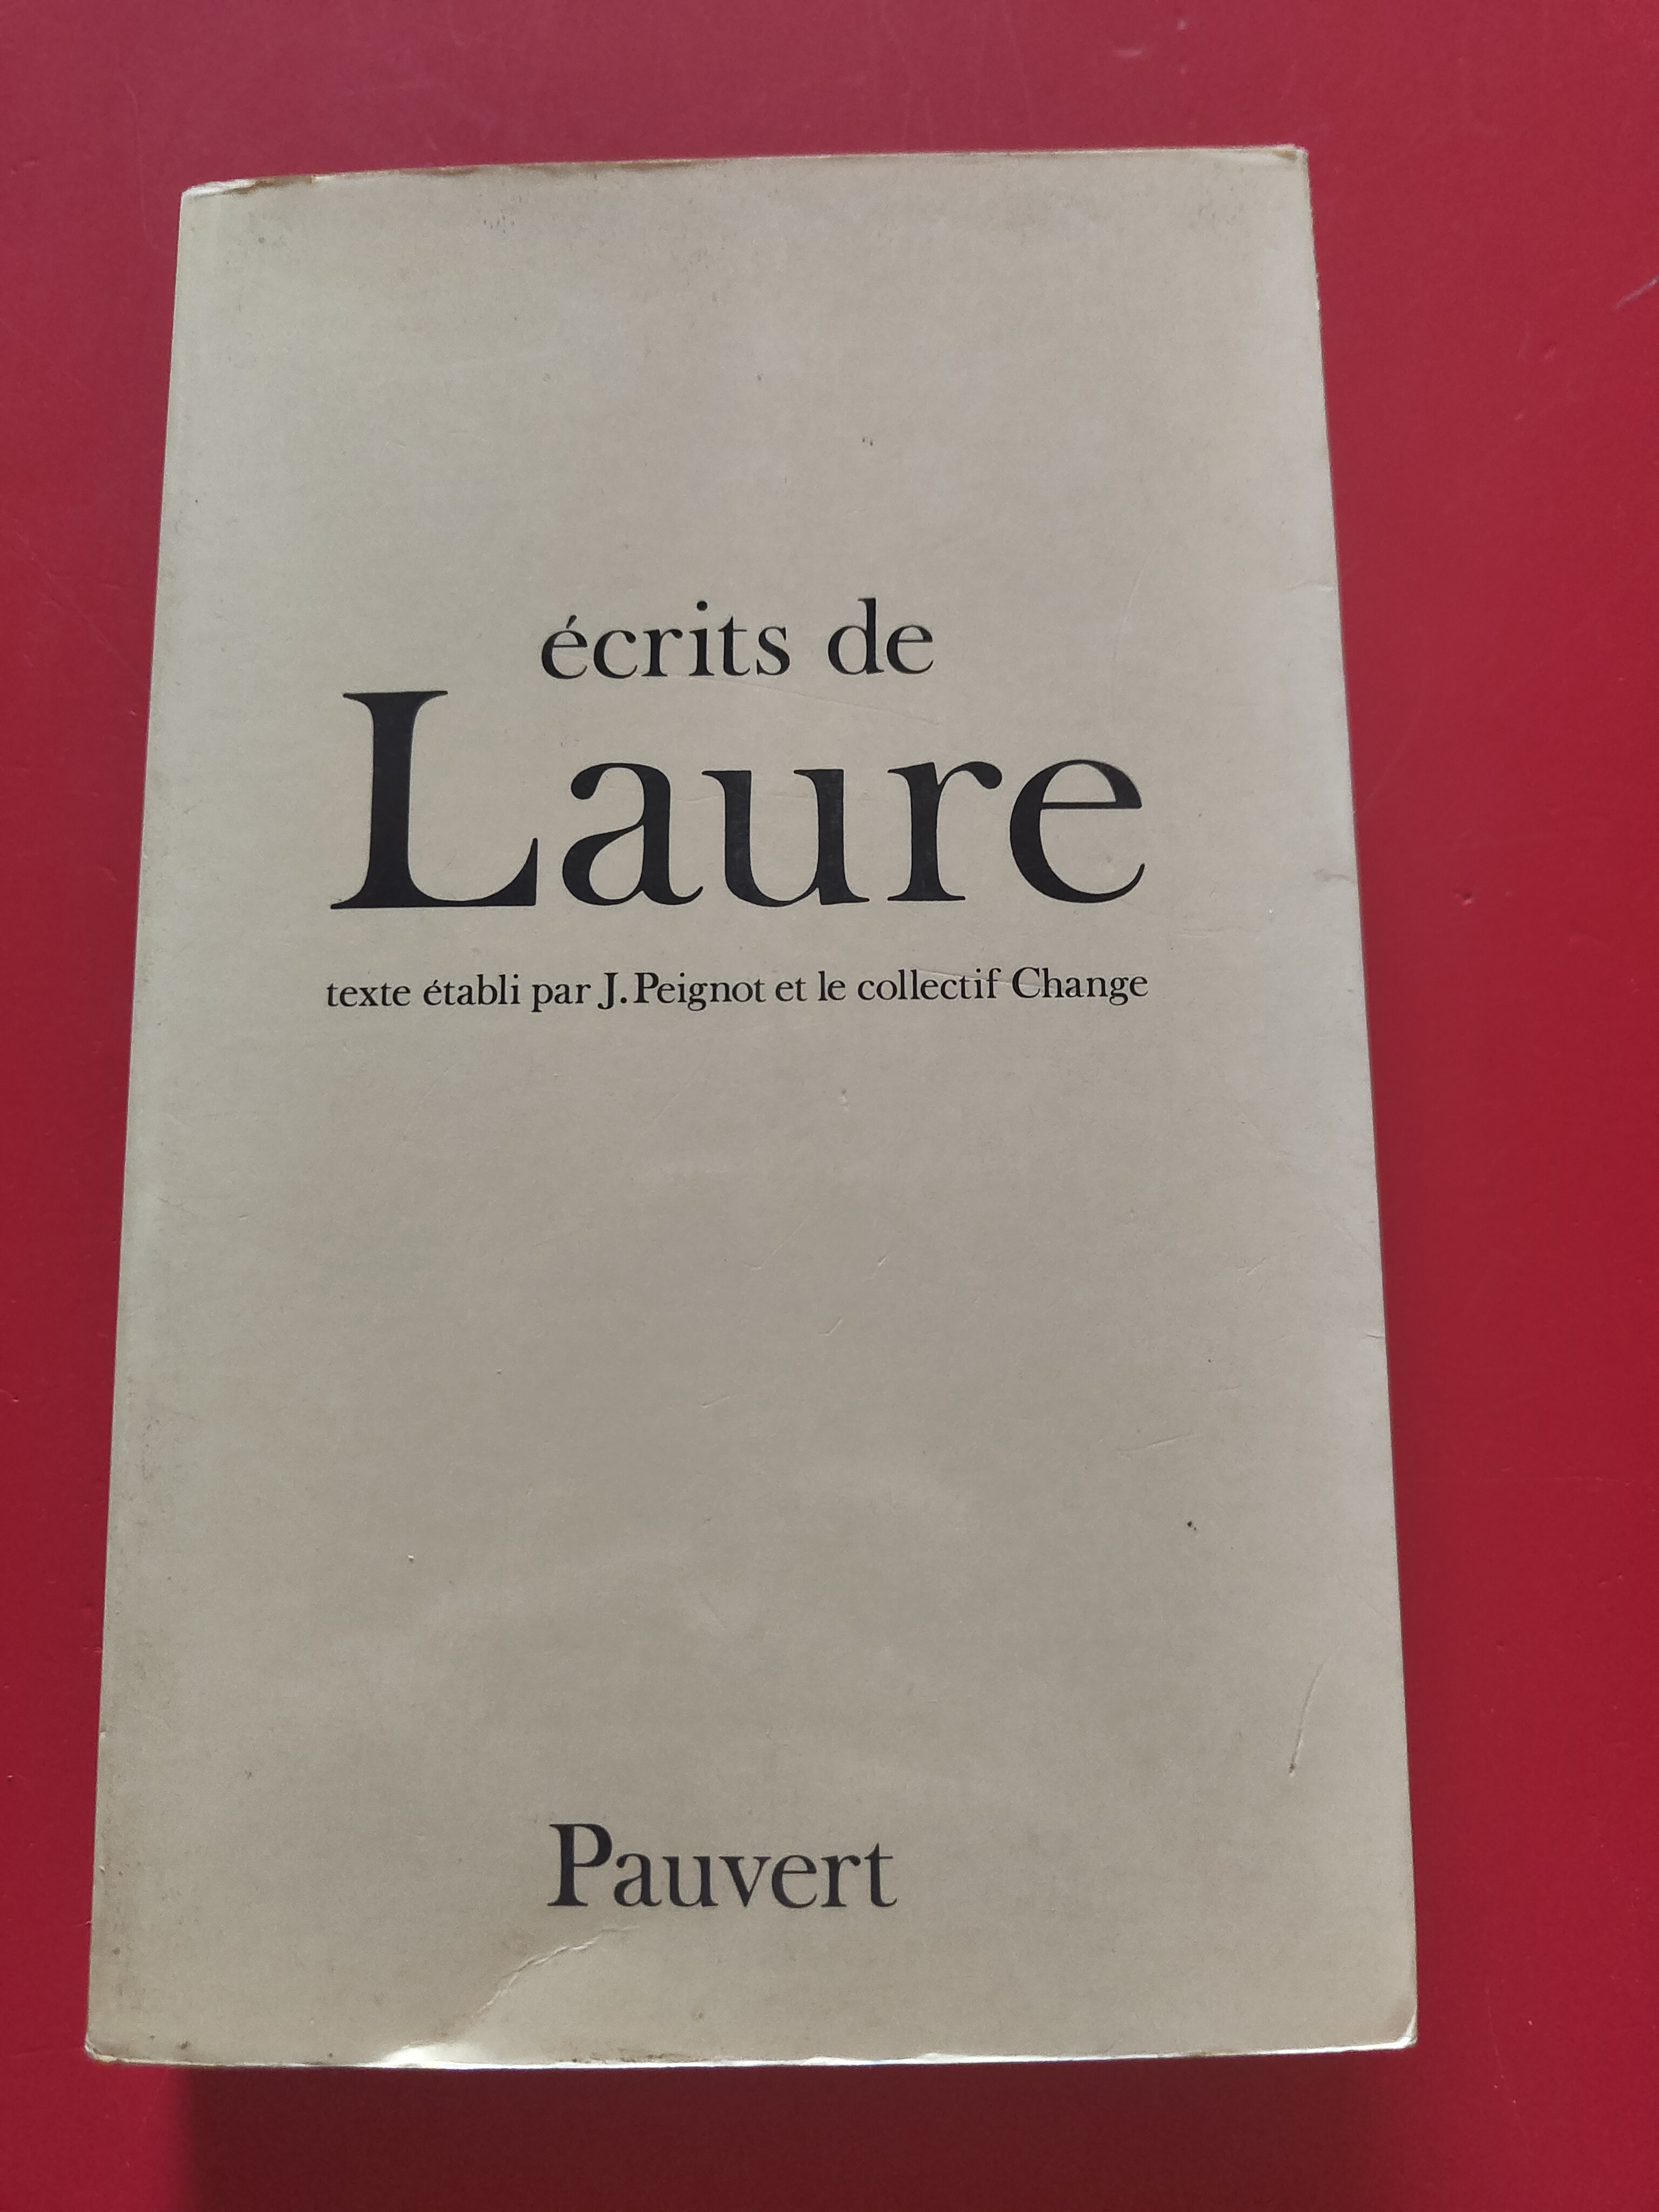 écrits de
Laure
texte établi par J. Peignot et le collectif Change
Pauvert